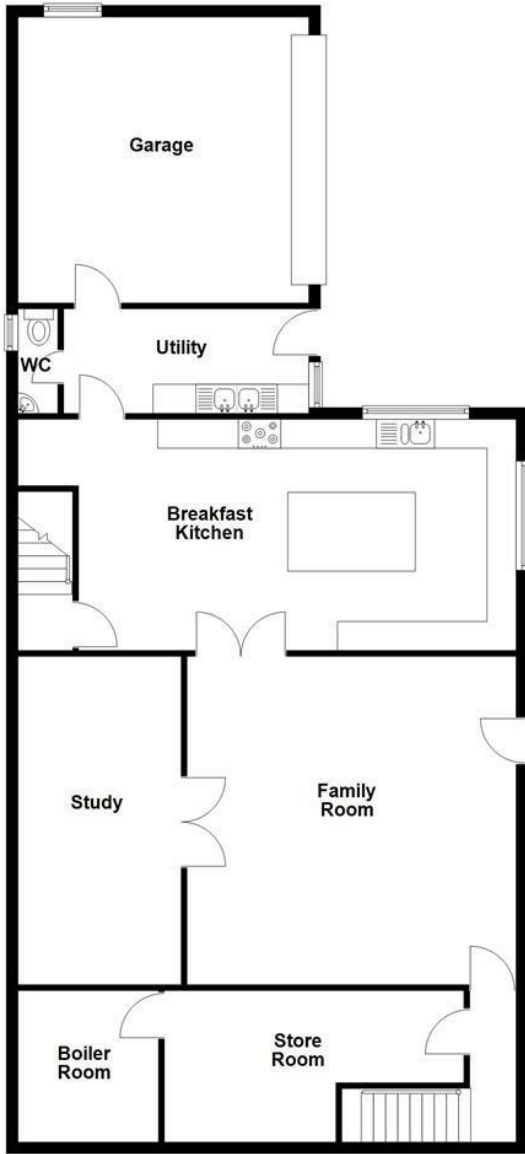 Garage
Utility
WC
Breakfast
Kitchen
Study
Family
Room
Boiler
Room
Store
Room